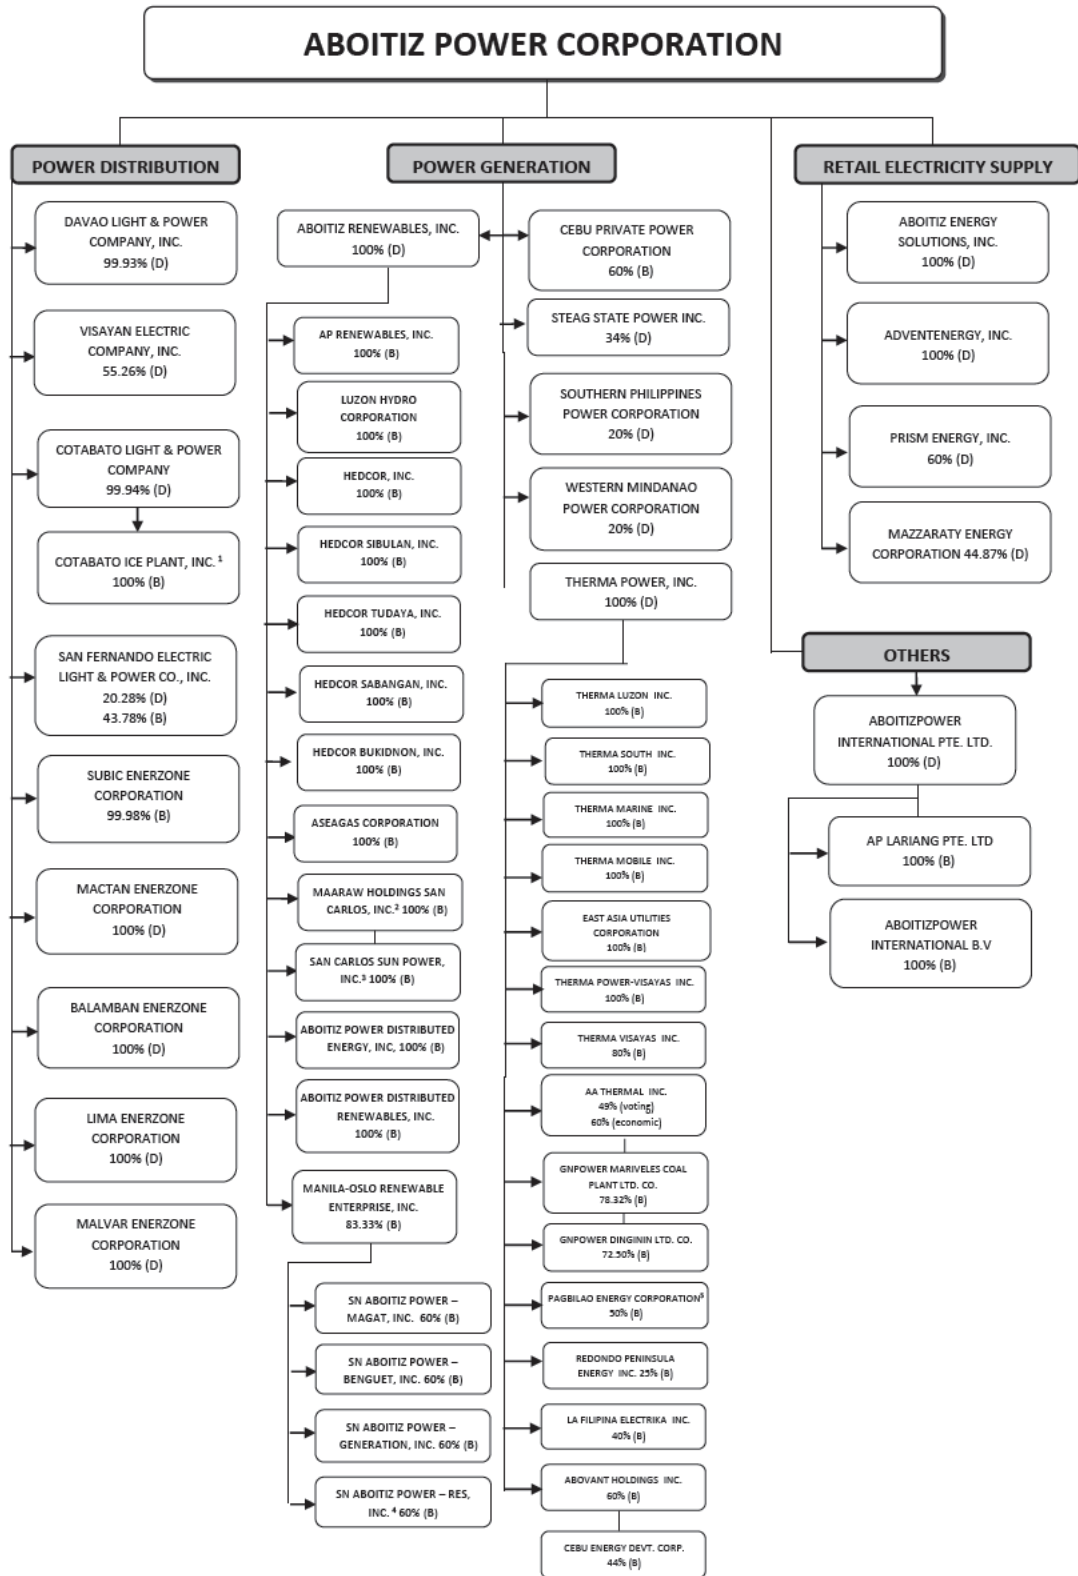 ABOITIZ POWER CORPORATION
POWER DISTRIBUTION
DAVAO LIGHT & POWER
COMPANY, INC.
99.93% (D)
VISAYAN ELECTRIC
COMPANY, INC.
55.26% (D)
COTABATO LIGHT & POWER
COMPANY
99.94% (D)
COTABATO ICE PLANT, INC. ¹
100% (B)
SAN FERNANDO ELECTRIC
LIGHT & POWER CO., INC.
20.28% (D)
43.78% (B)
SUBIC ENERZONE
CORPORATION
99.98% (B)
MACTAN ENERZONE
CORPORATION
100% (D)
BALAMBAN ENERZONE
CORPORATION
100% (D)
LIMA ENERZONE
CORPORATION
100% (D)
MALVAR ENERZONE
CORPORATION
100% (D)
POWER GENERATION
ABOITIZ RENEWABLES, INC.
100% (D)
AP RENEWABLES, INC.
100% (B)
LUZON HYDRO
CORPORATION
100% (B)
HEDCOR, INC.
100% (B)
HEDCOR SIBULAN, INC.
100% (B)
HEDCOR TUDAYA, INC.
100% (B)
HEDCOR SABANGAN, INC.
100% (B)
HEDCOR BUKIDNON, INC.
100% (B)
ASEAGAS CORPORATION
100% (B)
MAARAW HOLDINGS SAN
CARLOS, INC.² 100% (B)
SAN CARLOS SUN POWER,
INC.³ 100% (B)
ABOITIZ POWER DISTRIBUTED
ENERGY, INC, 100% (B)
ABOITIZ POWER DISTRIBUTED
RENEWABLES, INC.
100% (B)
MANILA-OSLO RENEWABLE
ENTERPRISE, INC.
83.33% (B)
SN ABOITIZ POWER –
MAGAT, INC. 60% (B)
SN ABOITIZ POWER –
BENGUET, INC. 60% (B)
SN ABOITIZ POWER –
GENERATION, INC. 60% (B)
SN ABOITIZ POWER – RES,
INC. ⁴ 60% (B)
CEBU PRIVATE POWER
CORPORATION
60% (B)
STEAG STATE POWER INC.
34% (D)
SOUTHERN PHILIPPINES
POWER CORPORATION
20% (D)
WESTERN MINDANAO
POWER CORPORATION
20% (D)
THERMA POWER, INC.
100% (D)
THERMA LUZON INC.
100% (B)
THERMA SOUTH INC.
100% (B)
THERMA MARINE INC.
100% (B)
THERMA MOBILE INC.
100% (B)
EAST ASIA UTILITIES
CORPORATION
100% (B)
THERMA POWER-VISAYAS INC.
100% (B)
THERMA VISAYAS INC.
80% (B)
AA THERMAL INC.
49% (voting)
60% (economic)
GNPOWER MARIVELES COAL
PLANT LTD. CO.
78.32% (B)
GNPOWER DINGININ LTD. CO.
72.50% (B)
PAGBILAO ENERGY CORPORATION⁵
50% (B)
REDONDO PENINSULA
ENERGY INC. 25% (B)
LA FILIPINA ELECTRIKA INC.
40% (B)
ABOVANT HOLDINGS INC.
60% (B)
CEBU ENERGY DEVT. CORP.
44% (B)
RETAIL ELECTRICITY SUPPLY
ABOITIZ ENERGY
SOLUTIONS, INC.
100% (D)
ADVENTENERGY, INC.
100% (D)
PRISM ENERGY, INC.
60% (D)
MAZZARATY ENERGY
CORPORATION 44.87% (D)
OTHERS
ABOITIZPOWER
INTERNATIONAL PTE. LTD.
100% (D)
AP LARIANG PTE. LTD
100% (B)
ABOITIZPOWER
INTERNATIONAL B.V
100% (B)